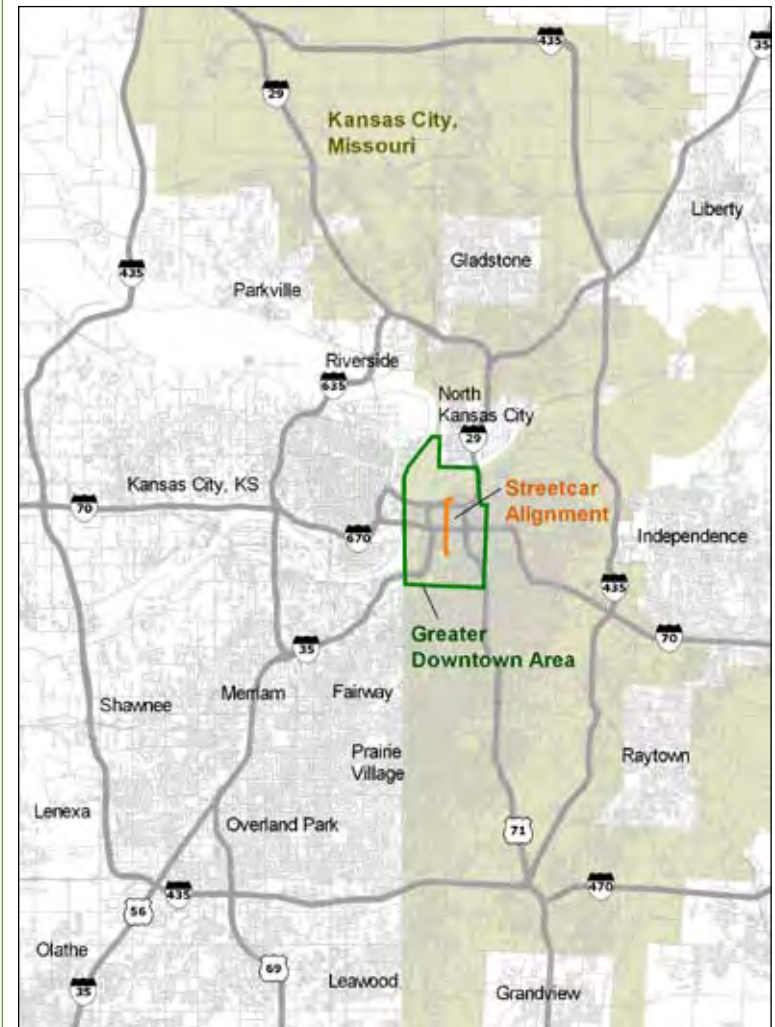 435
35
29
Kansas City,
Missouri
Liberty
Gladstone
435
Parkville
Riverside
635
North
Kansas City
29
Kansas City, KS
Streetcar
Alignment
70
670
Independence
435
Greater
Downtown Area
70
35
Merriam
Fairway
Shawnee
Prairie
Village
Raytown
Lenexa
Overland Park
71
435
470
56
Olathe
69
Leawood
35
Grandview